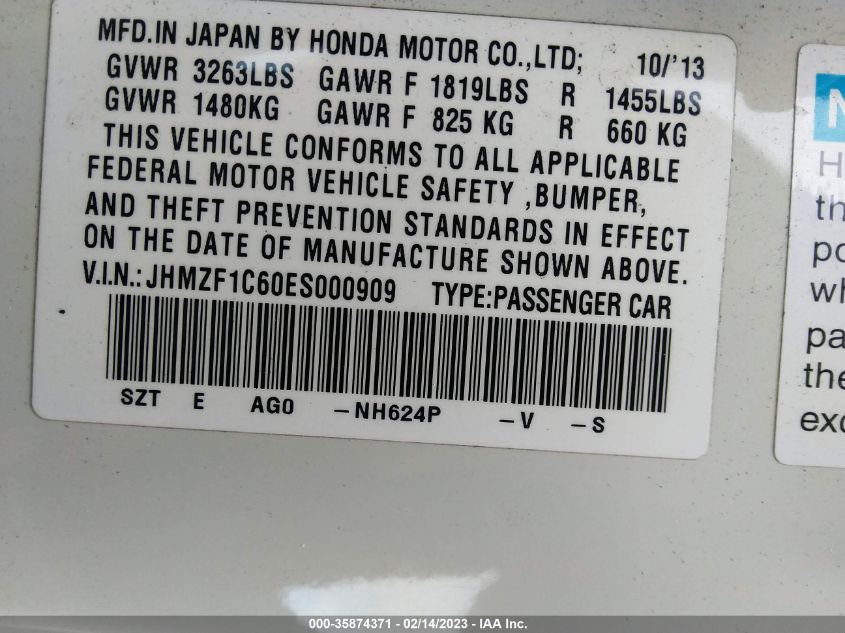 MFD.IN JAPAN BY HONDA MOTOR CO.,LTD; 10/'13
GVWR 3263LBS GAWR F 1819LBS R 1455LBS
GVWR 1480KG GAWR F 825 KG R 660 KG
THIS VEHICLE CONFORMS TO ALL APPLICABLE
FEDERAL MOTOR VEHICLE SAFETY ,BUMPER,
AND THEFT PREVENTION STANDARDS IN EFFECT
ON THE DATE OF MANUFACTURE SHOWN ABOVE.
V.I.N.: JHMZF1C60ES000909 TYPE:PASSENGER CAR
SZT E AG0 -NH624P -V -S
000-35874371 - 02/14/2023 - IAA Inc.